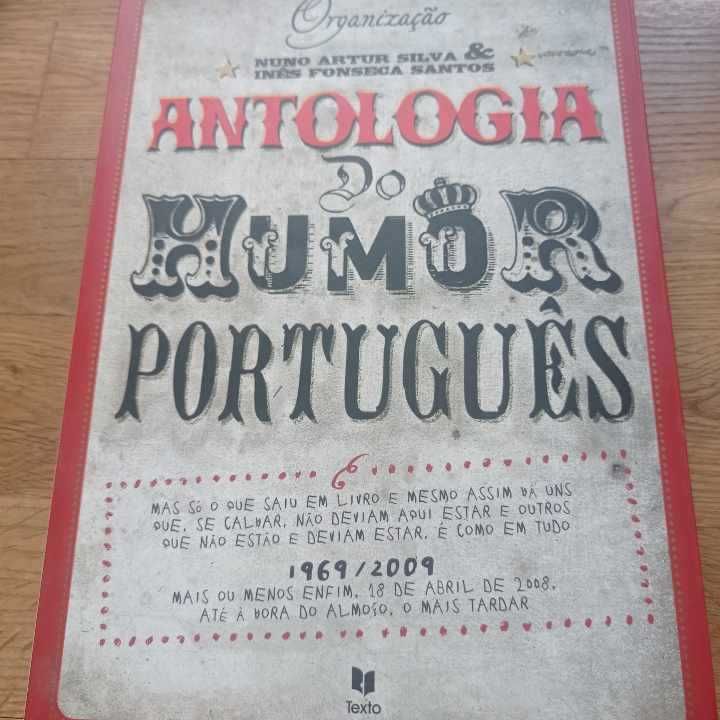 Organização
NUNO ARTUR SILVA &
INÊS FONSECA SANTOS
ANTOLOGIA
Do
HUMOR
PORTUGUÊS
MAS SÓ O QUE SAIU EM LIVRO E MESMO ASSIM HÁ UNS
QUE, SE CALHAR, NÃO DEVIAM AQUI ESTAR E OUTROS
QUE NÃO ESTÃO E DEVIAM ESTAR. É COMO EM TUDO
1969/2009
MAIS OU MENOS ENFIM, 18 DE ABRIL DE 2008,
ATÉ À HORA DO ALMOÇO, O MAIS TARDAR
Texto